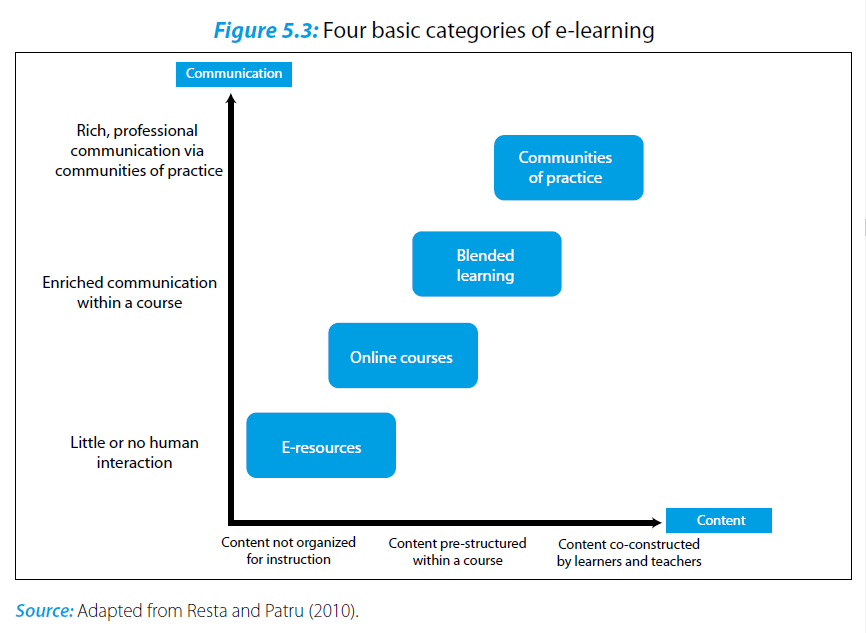 Figure 5.3: Four basic categories of e-learning
Communication
Rich, professional
communication via
communities of practice
Communities
of practice
Enriched communication
within a course
Blended
learning
Online courses
Little or no human
interaction
E-resources
Content
Content not organized
for instruction
Content pre-structured
within a course
Content co-constructed
by learners and teachers
Source: Adapted from Resta and Patru (2010).